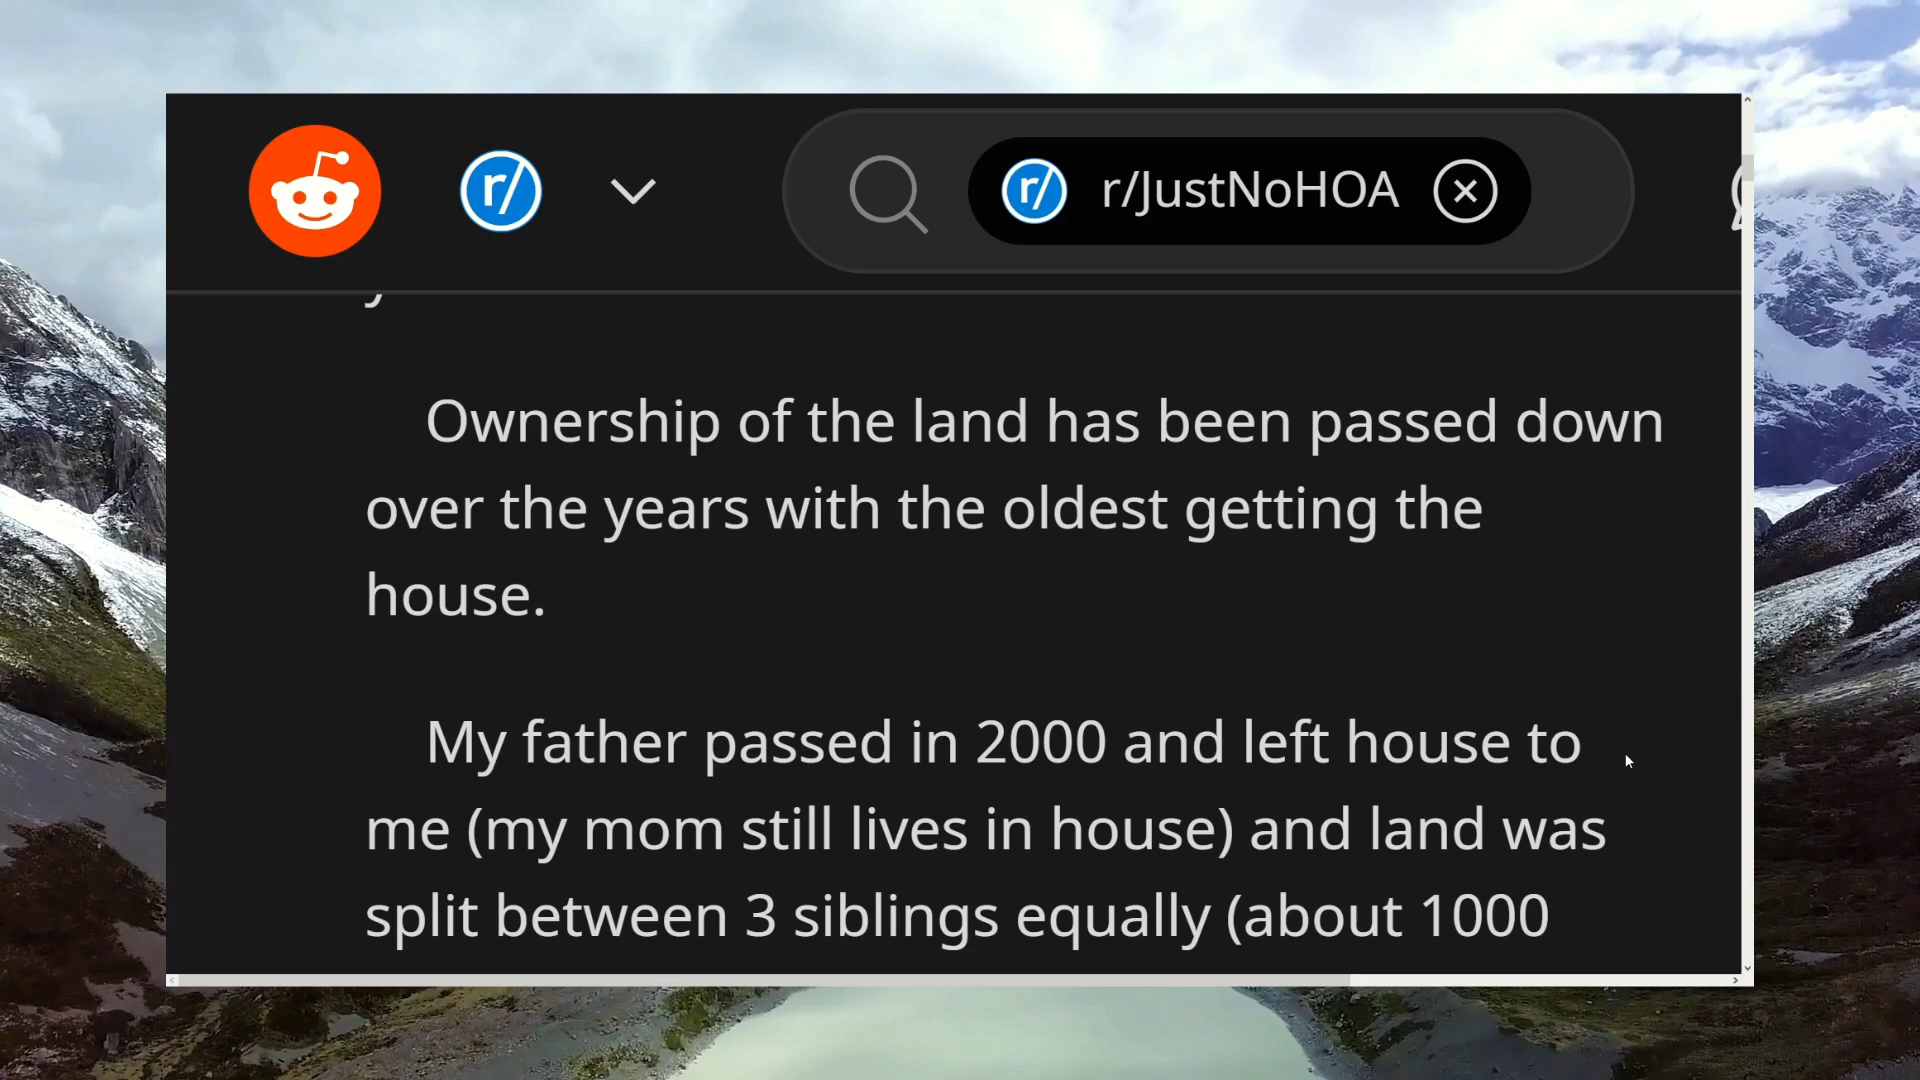 r/ r/ r/JustNoHOA
Ownership of the land has been passed down
over the years with the oldest getting the
house.
My father passed in 2000 and left house to
me (my mom still lives in house) and land was
split between 3 siblings equally (about 1000